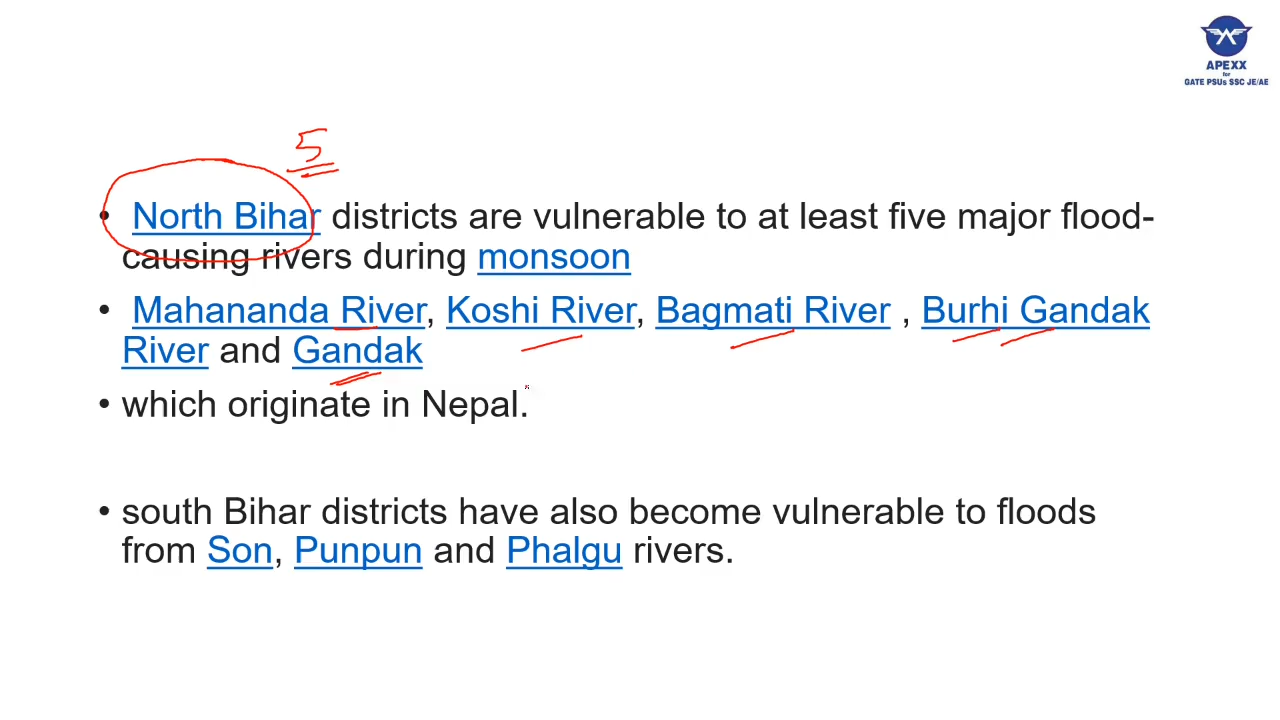 APEXX
for
GATE PSUs SSC JE/AE
5
• North Bihar districts are vulnerable to at least five major flood-
causing rivers during monsoon
• Mahananda River, Koshi River, Bagmati River , Burhi Gandak
River and Gandak
• which originate in Nepal.
• south Bihar districts have also become vulnerable to floods
from Son, Punpun and Phalgu rivers.